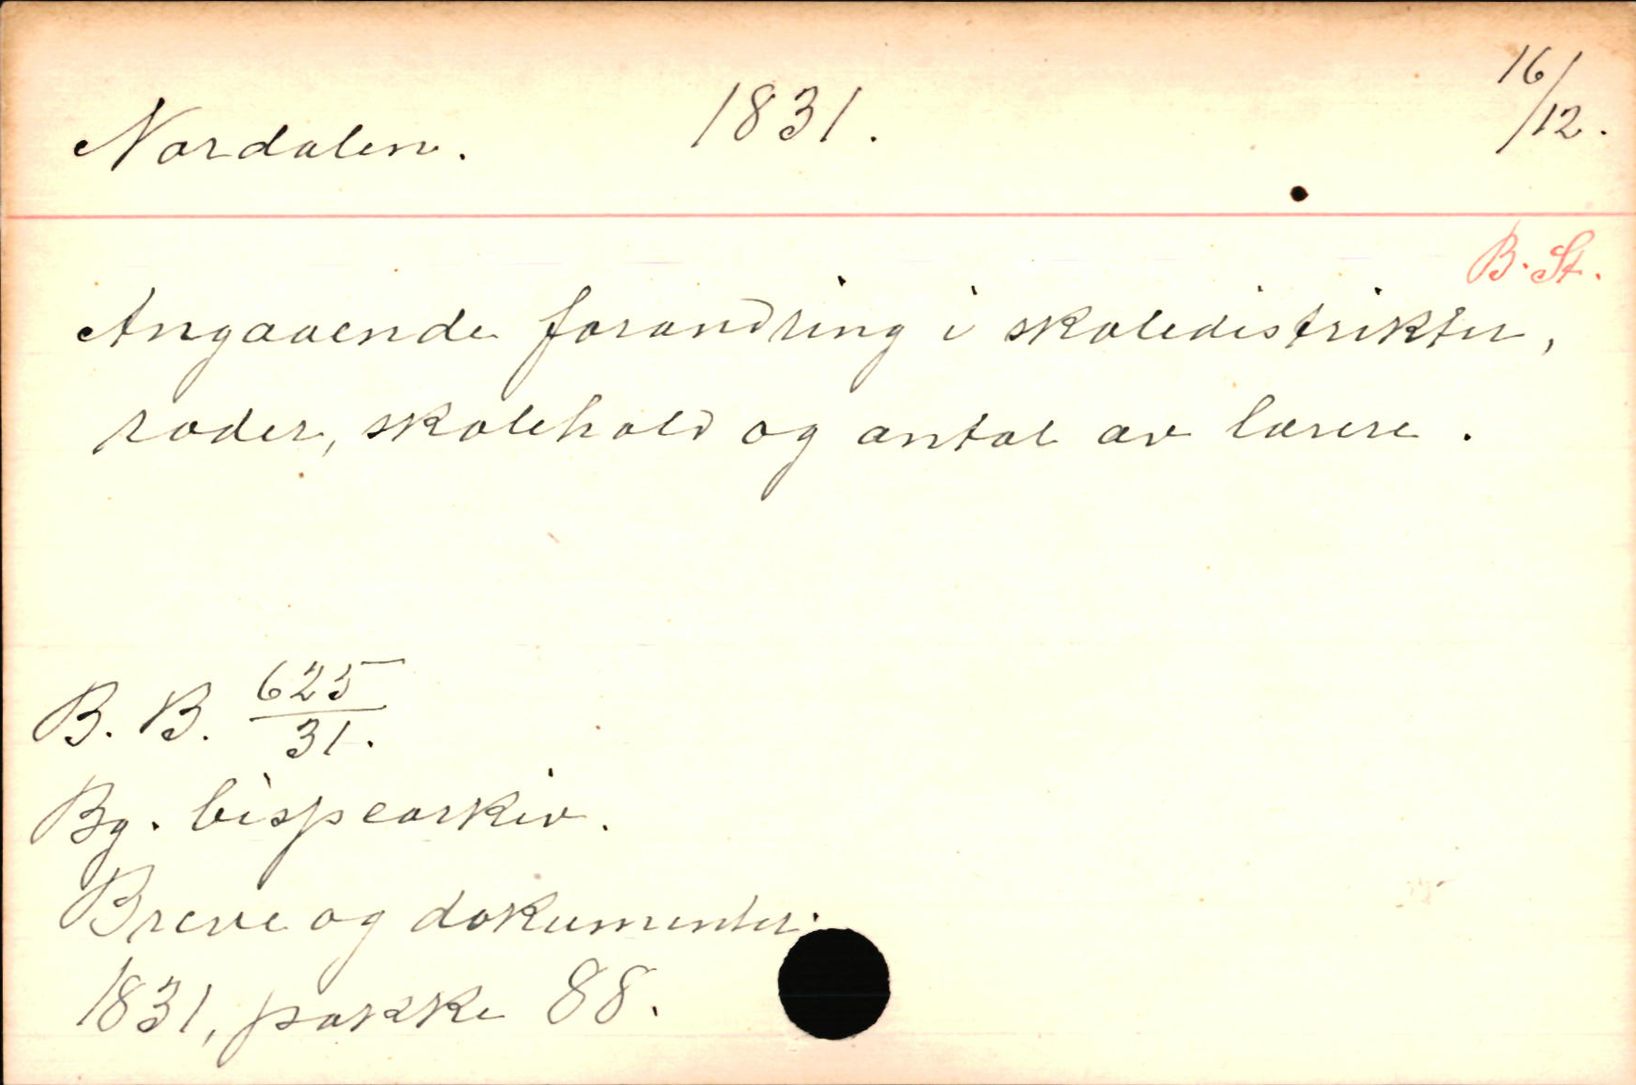 Nordalen. 1831. 16/12.
B. St.
Angaaende forandring i skoledistrikter,
roder, skolehold og antal av lærere.
B. B. 625/31.
Bg. bispearkiv.
Breve og dokumenter.
1831, pakke 88.